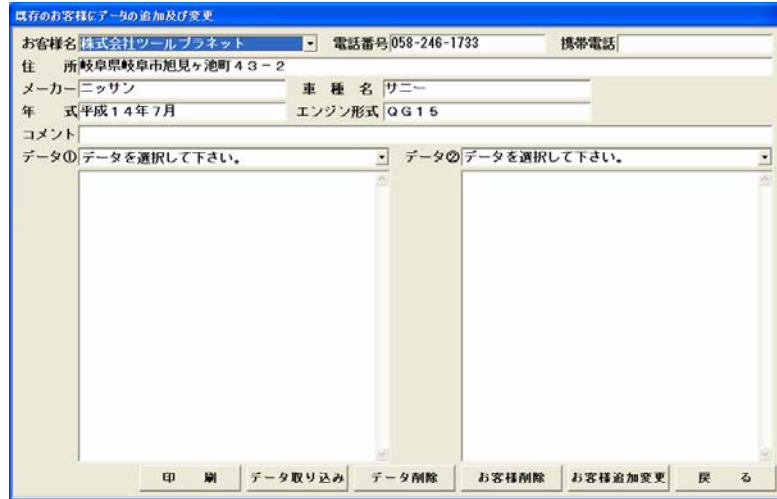 既存のお客様にデータの追加及び変更
お客様名 株式会社ツールプラネット 電話番号 058-246-1733 携帯電話
住　所 岐阜県岐阜市旭見ヶ池町４３－２
メーカー ニッサン 車 種 名 サニー
年　式 平成１４年７月 エンジン形式 ＱＧ１５
コメント
データ① データを選択して下さい。 データ② データを選択して下さい。
印　刷 データ取り込み データ削除 お客様削除 お客様追加変更 戻　る